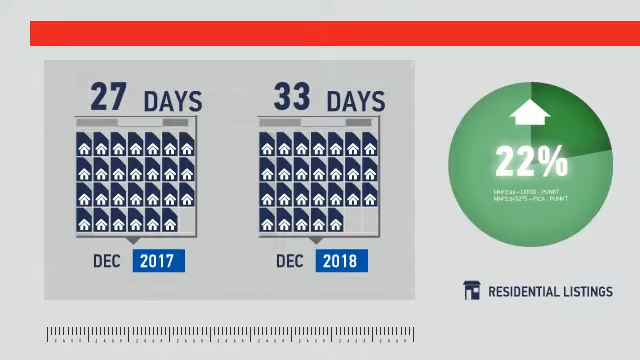 27 DAYS
33 DAYS
DEC 2017
DEC 2018
22%
RESIDENTIAL LISTINGS